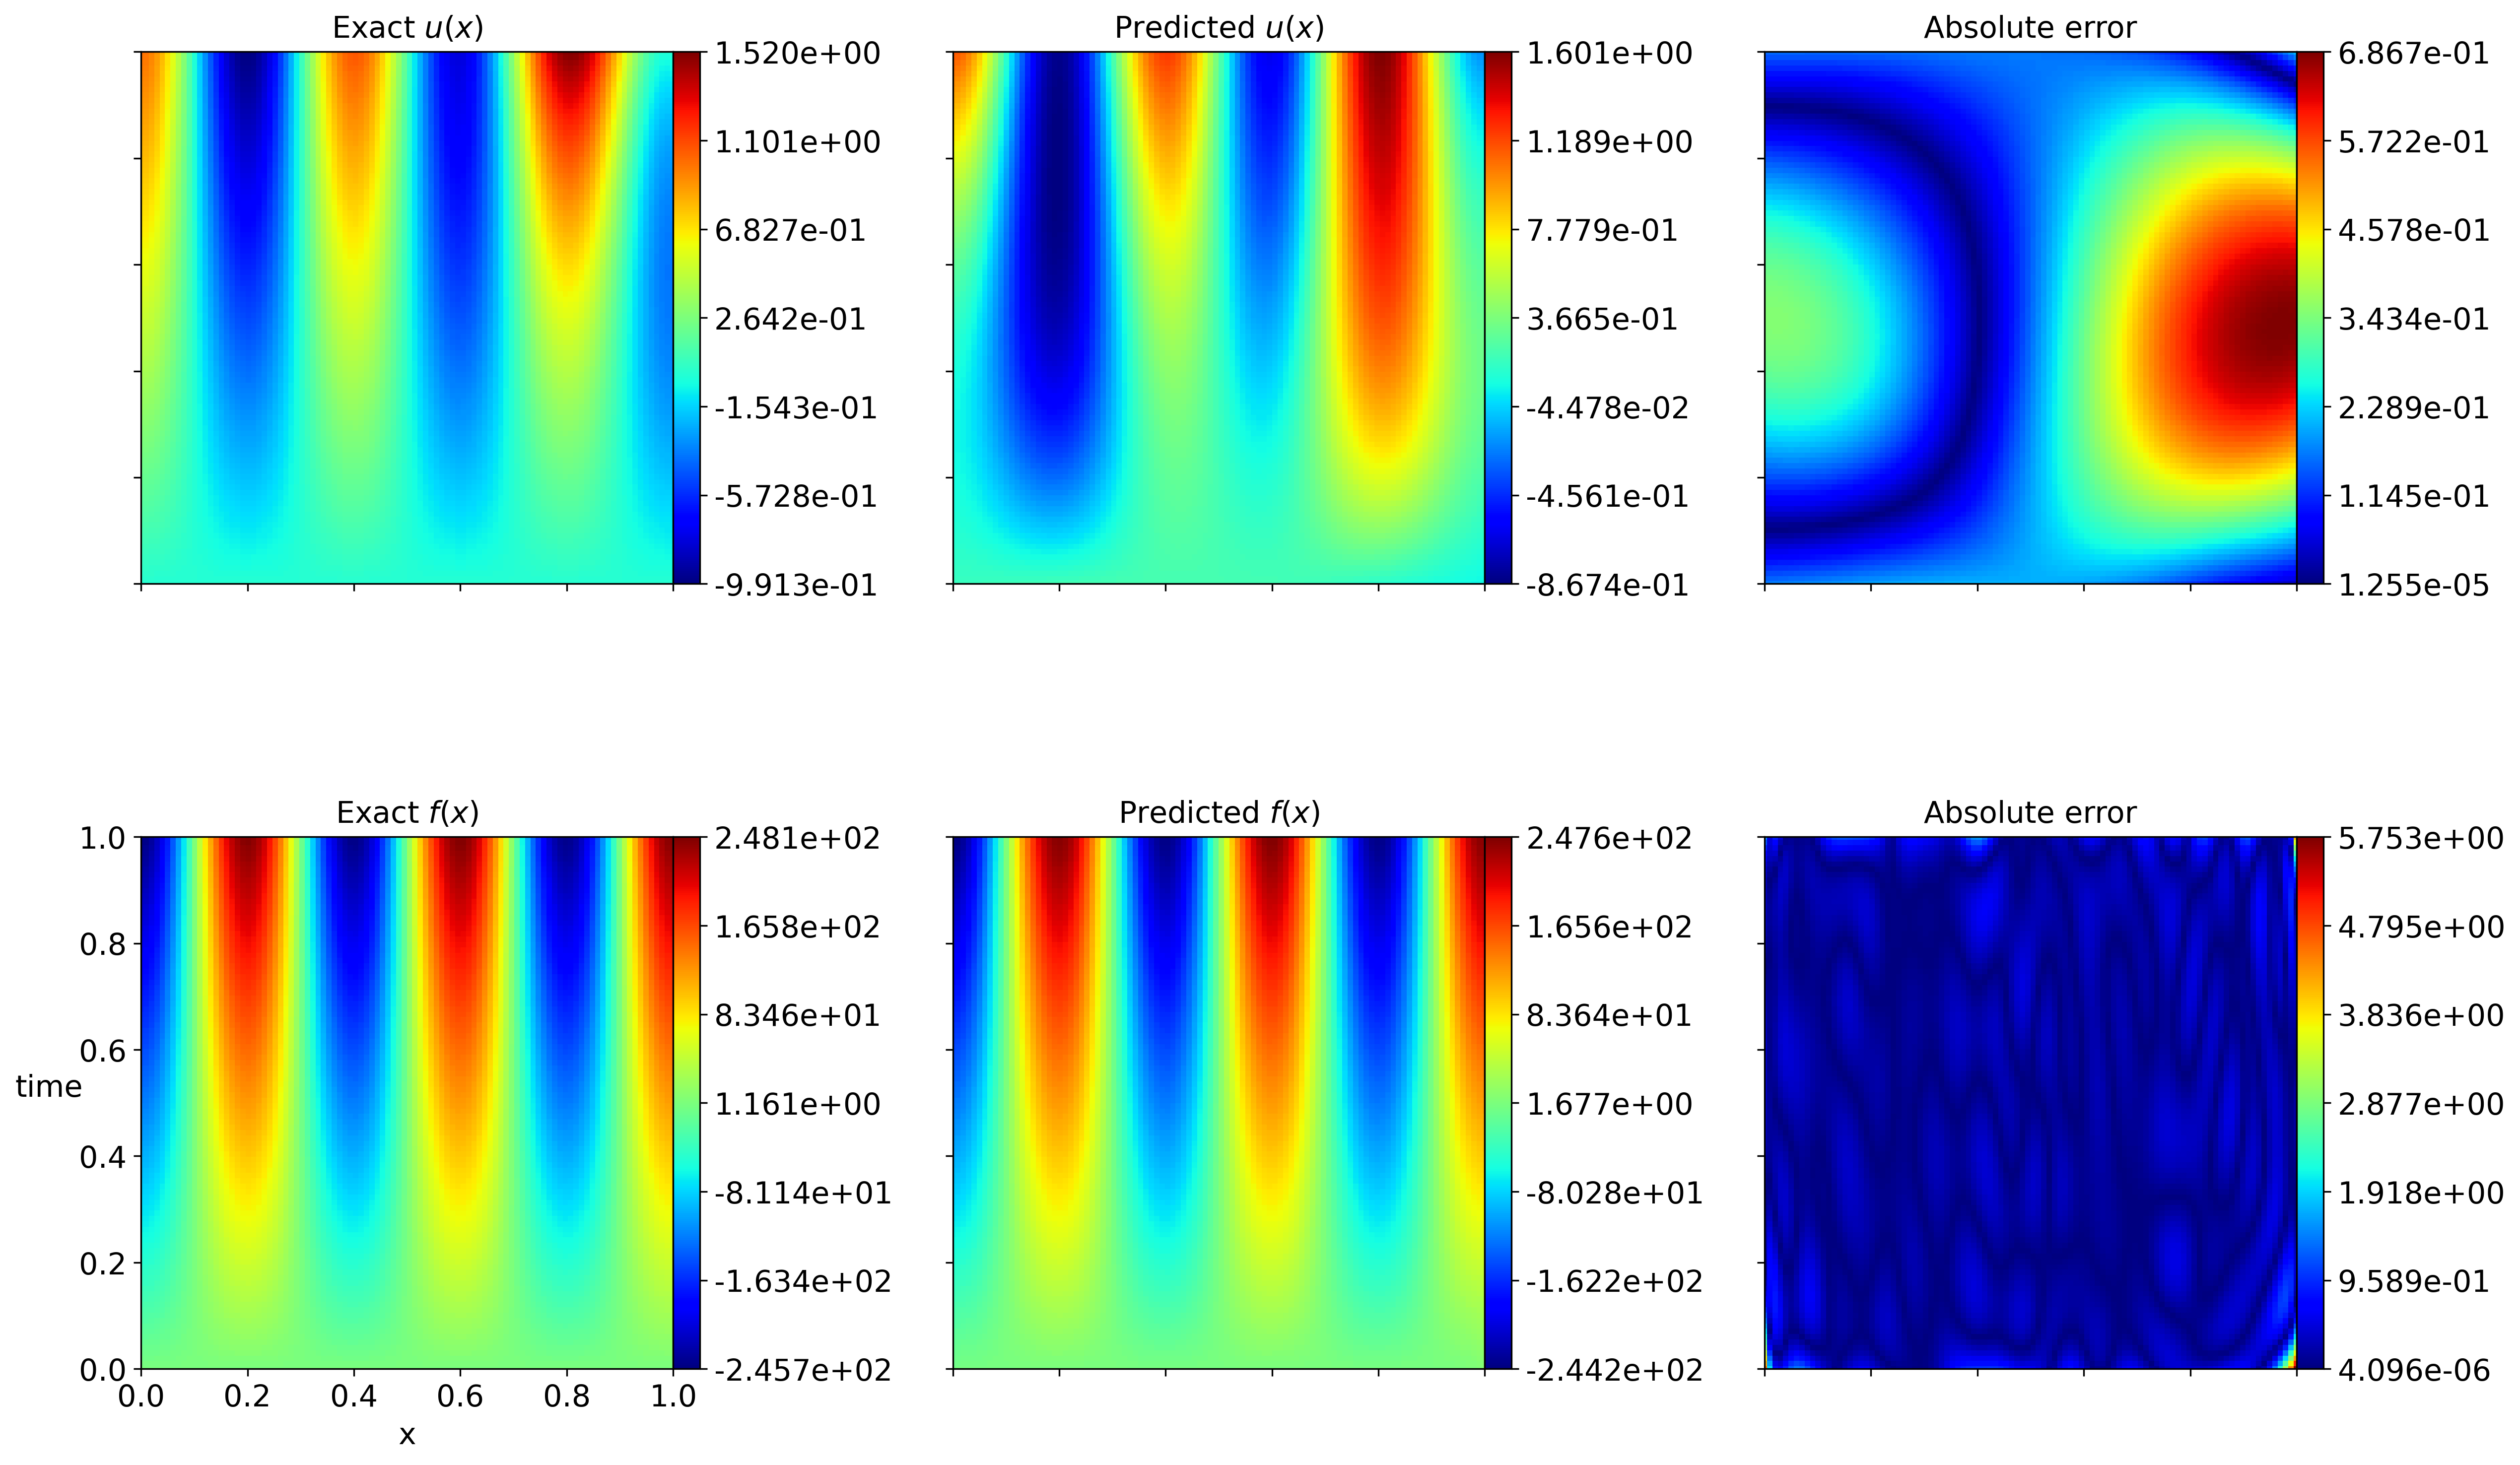 Exact u(x)
1.520e+00
1.101e+00
6.827e-01
2.642e-01
-1.543e-01
-5.728e-01
-9.913e-01
Predicted u(x)
1.601e+00
1.189e+00
7.779e-01
3.665e-01
-4.478e-02
-4.561e-01
-8.674e-01
Absolute error
6.867e-01
5.722e-01
4.578e-01
3.434e-01
2.289e-01
1.145e-01
1.255e-05
Exact f(x)
time
1.0
0.8
0.6
0.4
0.2
0.0
0.0 0.2 0.4 0.6 0.8 1.0
x
2.481e+02
1.658e+02
8.346e+01
1.161e+00
-8.114e+01
-1.634e+02
-2.457e+02
Predicted f(x)
2.476e+02
1.656e+02
8.364e+01
1.677e+00
-8.028e+01
-1.622e+02
-2.442e+02
Absolute error
5.753e+00
4.795e+00
3.836e+00
2.877e+00
1.918e+00
9.589e-01
4.096e-06